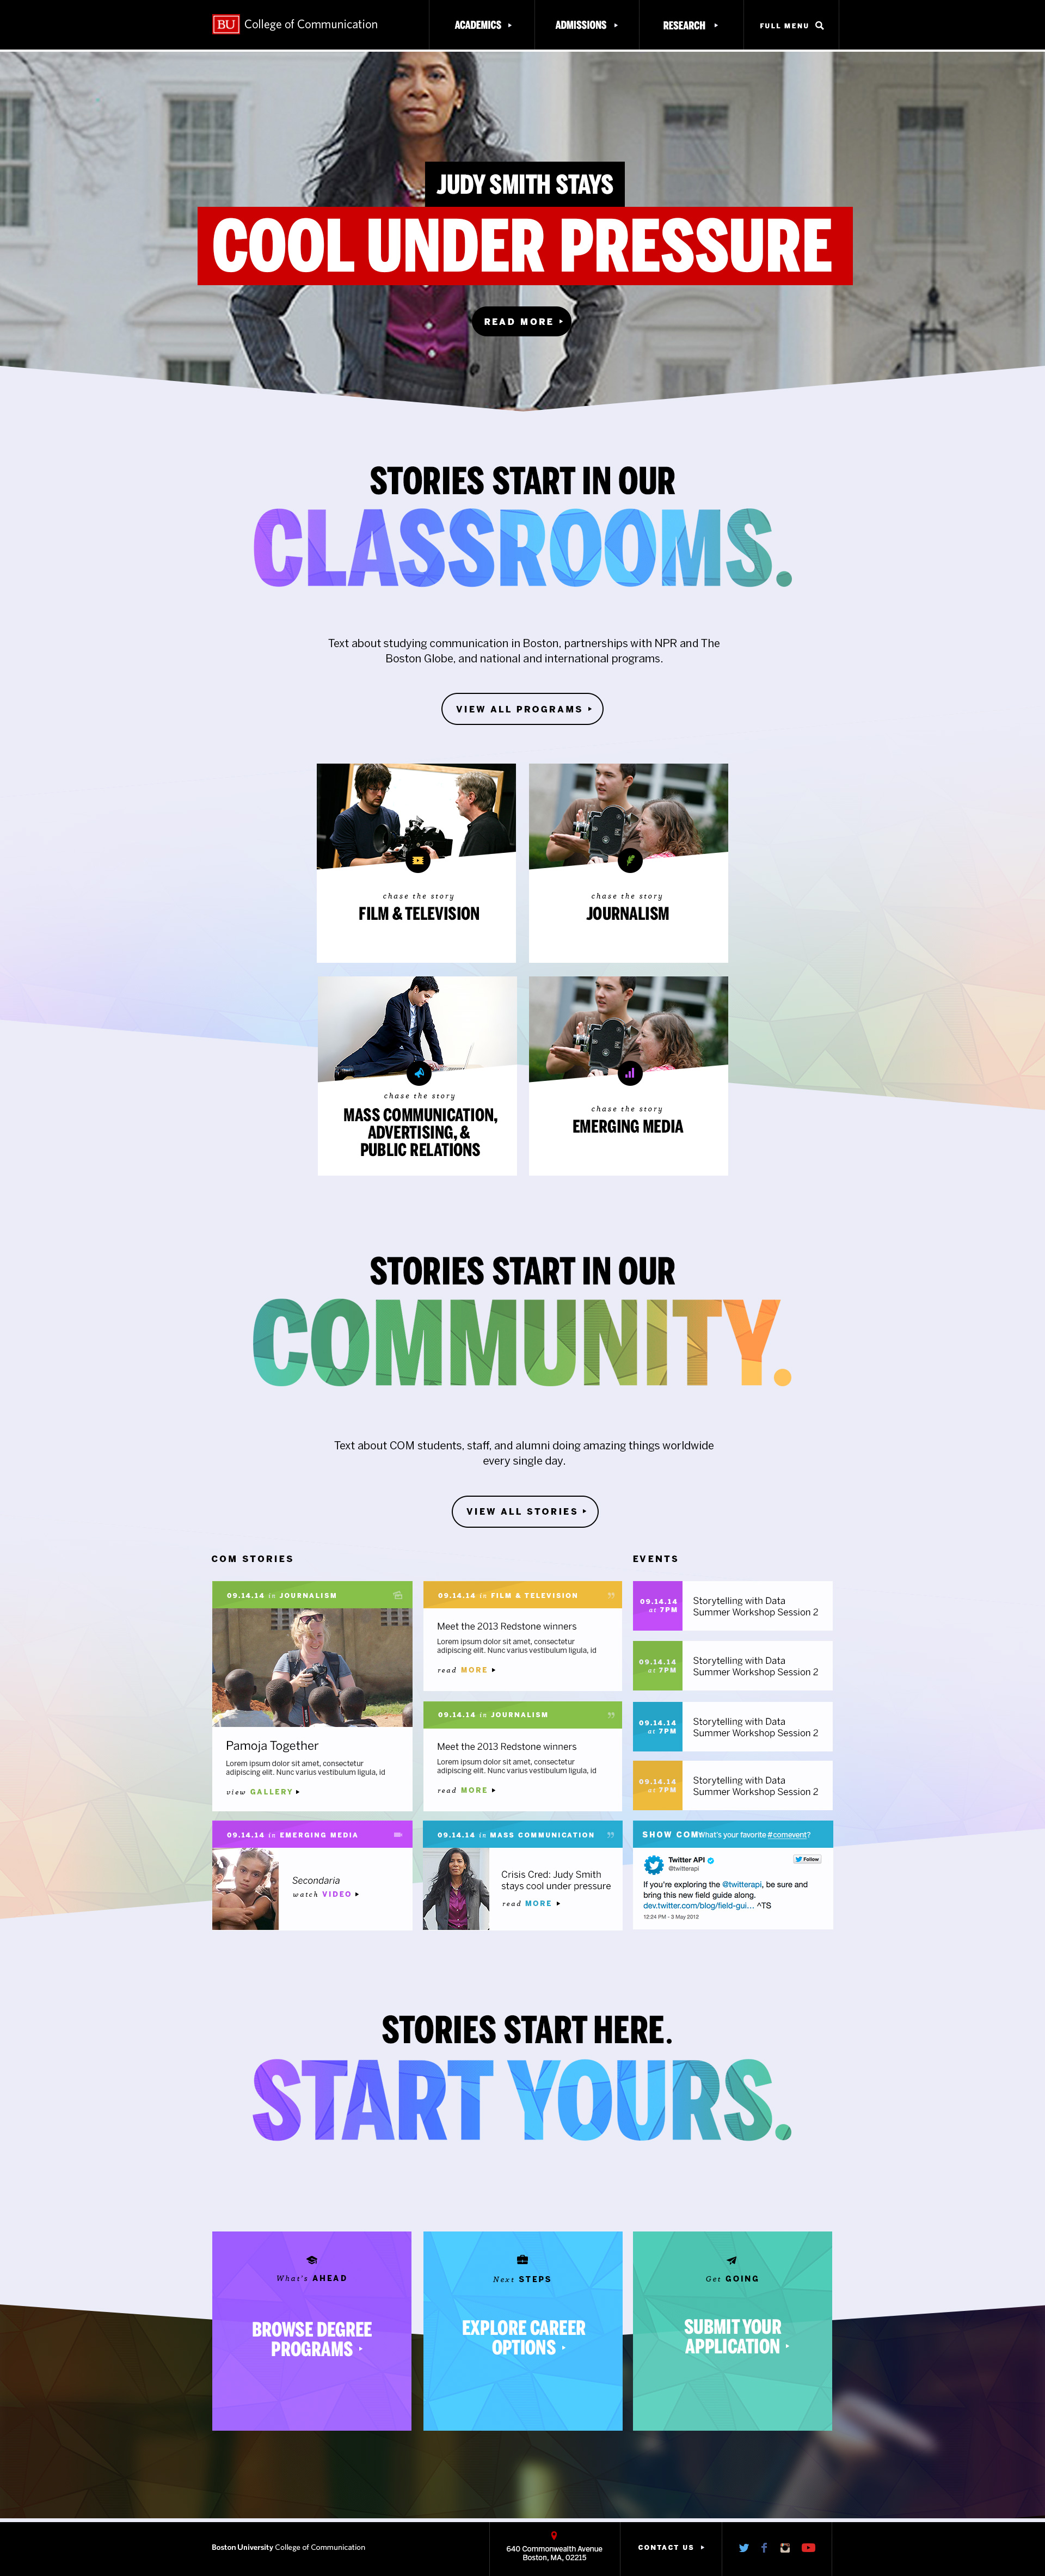 BU College of Communication
ACADEMICS
ADMISSIONS
RESEARCH
FULL MENU
JUDY SMITH STAYS
COOL UNDER PRESSURE
READ MORE
STORIES START IN OUR
CLASSROOMS.
Text about studying communication in Boston, partnerships with NPR and The
Boston Globe, and national and international programs.
VIEW ALL PROGRAMS
chase the story
FILM & TELEVISION
chase the story
JOURNALISM
chase the story
MASS COMMUNICATION,
ADVERTISING, &
PUBLIC RELATIONS
chase the story
EMERGING MEDIA
STORIES START IN OUR
COMMUNITY.
Text about COM students, staff, and alumni doing amazing things worldwide
every single day.
VIEW ALL STORIES
COM STORIES
09.14.14 in JOURNALISM
Pamoja Together
Lorem ipsum dolor sit amet, consectetur
adipiscing elit. Nunc varius vestibulum ligula, id
view GALLERY
09.14.14 in FILM & TELEVISION
Meet the 2013 Redstone winners
Lorem ipsum dolor sit amet, consectetur
adipiscing elit. Nunc varius vestibulum ligula, id
read MORE
09.14.14 in JOURNALISM
Meet the 2013 Redstone winners
Lorem ipsum dolor sit amet, consectetur
adipiscing elit. Nunc varius vestibulum ligula, id
read MORE
09.14.14 in EMERGING MEDIA
Secondaria
watch VIDEO
09.14.14 in MASS COMMUNICATION
Crisis Cred: Judy Smith
stays cool under pressure
read MORE
EVENTS
09.14.14
at 7PM
Storytelling with Data
Summer Workshop Session 2
09.14.14
at 7PM
Storytelling with Data
Summer Workshop Session 2
09.14.14
at 7PM
Storytelling with Data
Summer Workshop Session 2
09.14.14
at 7PM
Storytelling with Data
Summer Workshop Session 2
SHOW COM What's your favorite #comevent?
Twitter API
@twitterapi
Follow
If you're exploring the @twitterapi, be sure and
bring this new field guide along.
dev.twitter.com/blog/field-gui... ^TS
12:24 PM - 3 May 2012
STORIES START HERE.
START YOURS.
What's AHEAD
BROWSE DEGREE
PROGRAMS
Next STEPS
EXPLORE CAREER
OPTIONS
Get GOING
SUBMIT YOUR
APPLICATION
Boston University College of Communication
640 Commonwealth Avenue
Boston, MA, 02215
CONTACT US